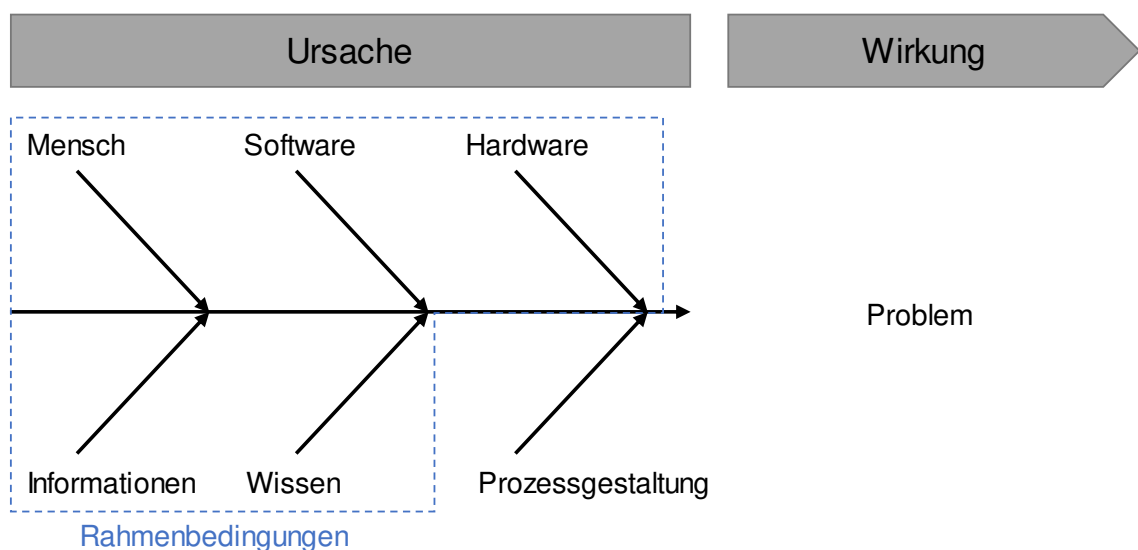 Ursache
Wirkung
Mensch
Software
Hardware
Problem
Informationen
Wissen
Prozessgestaltung
Rahmenbedingungen